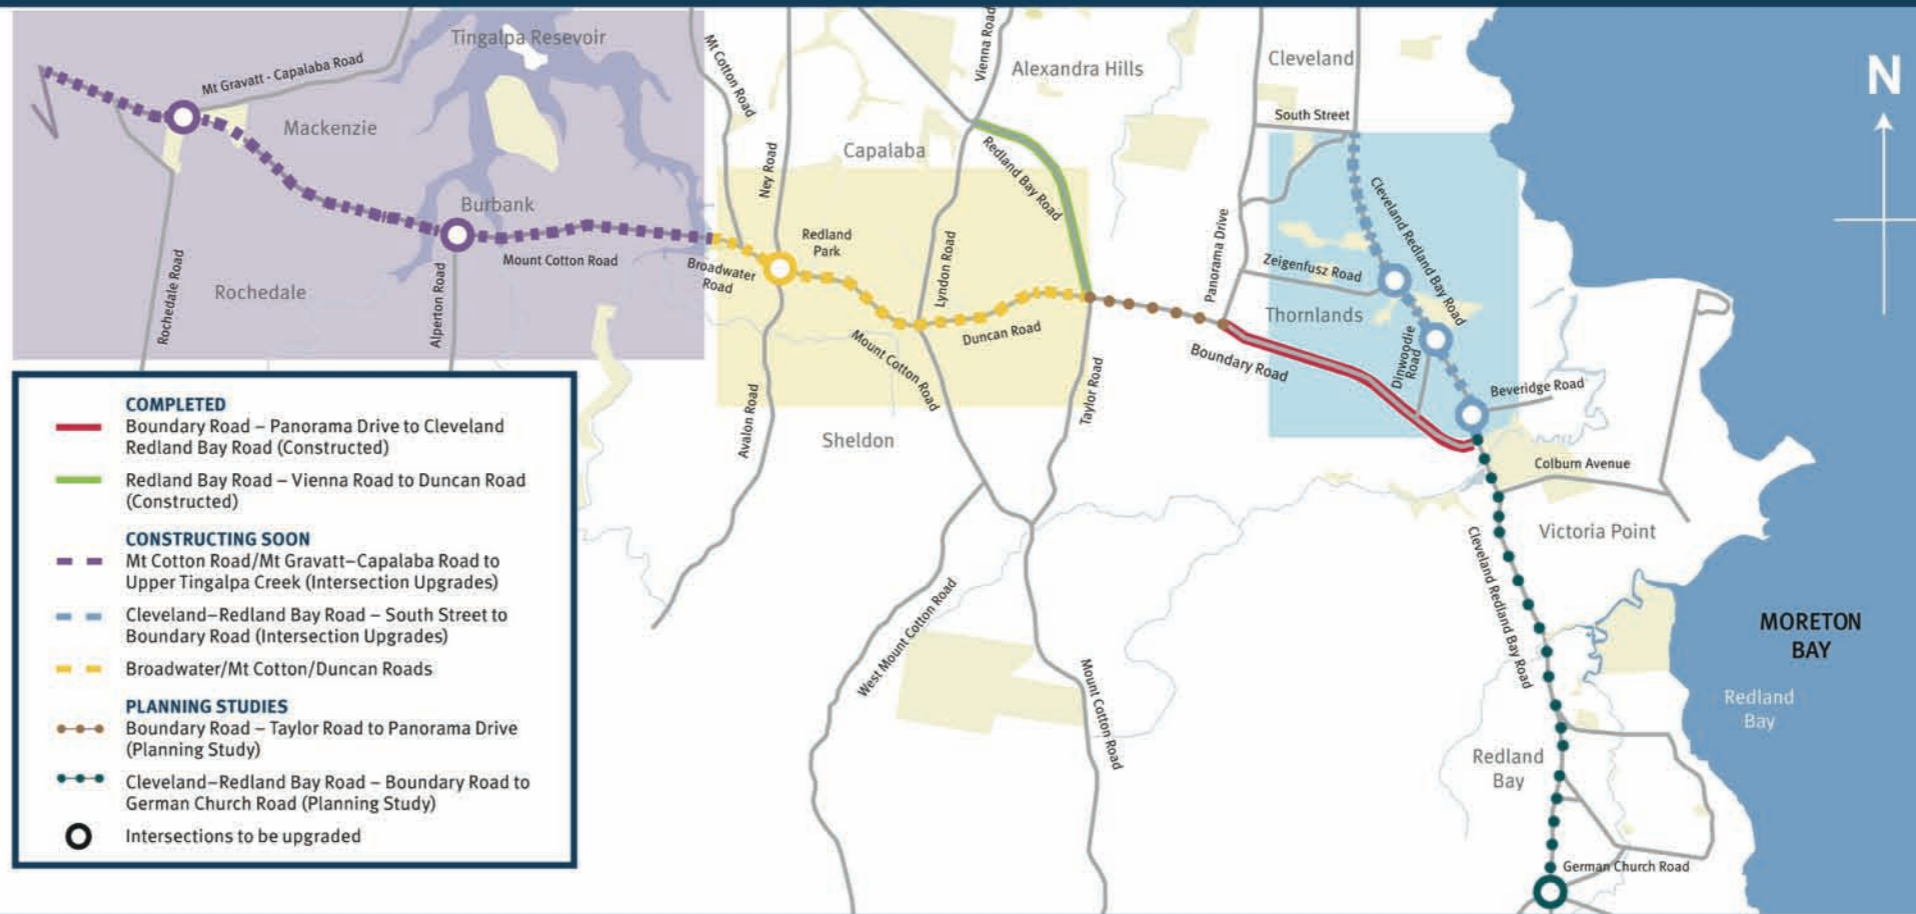 Tingalpa Resevoir
Mt Gravatt - Capalaba Road
Mackenzie
Burbank
Mount Cotton Road
Rochedale
Rochedale Road
Alperton Road
Mt Cotton Road
Ney Road
Vienna Road
Alexandra Hills
Capalaba
Redland Bay Road
Redland
Park
Broadwater
Road
Lyndon Road
Duncan Road
Mount Cotton Road
Avalon Road
Sheldon
Taylor Road
Cleveland
South Street
Panorama Drive
Cleveland Redland Bay Road
Zeigenfusz Road
Thornlands
Dinwoodie
Road
Boundary Road
Beveridge Road
Colburn Avenue
Victoria Point
Cleveland Redland Bay Road
West Mount Cotton Road
Mount Cotton Road
MORETON
BAY
Redland
Bay
Redland
Bay
German Church Road
N
COMPLETED
Boundary Road – Panorama Drive to Cleveland
Redland Bay Road (Constructed)
Redland Bay Road – Vienna Road to Duncan Road
(Constructed)
CONSTRUCTING SOON
Mt Cotton Road/Mt Gravatt–Capalaba Road to
Upper Tingalpa Creek (Intersection Upgrades)
Cleveland–Redland Bay Road – South Street to
Boundary Road (Intersection Upgrades)
Broadwater/Mt Cotton/Duncan Roads
PLANNING STUDIES
Boundary Road – Taylor Road to Panorama Drive
(Planning Study)
Cleveland–Redland Bay Road – Boundary Road to
German Church Road (Planning Study)
Intersections to be upgraded